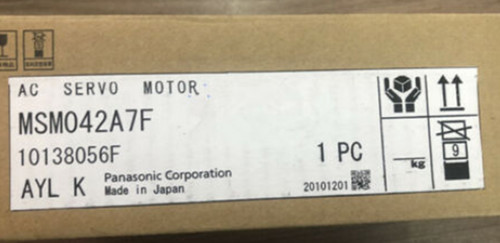 AC SERVO MOTOR
MSM042A7F
10138056F
1 PC
AYL K
Panasonic Corporation
Made in Japan
20101201
kg
9